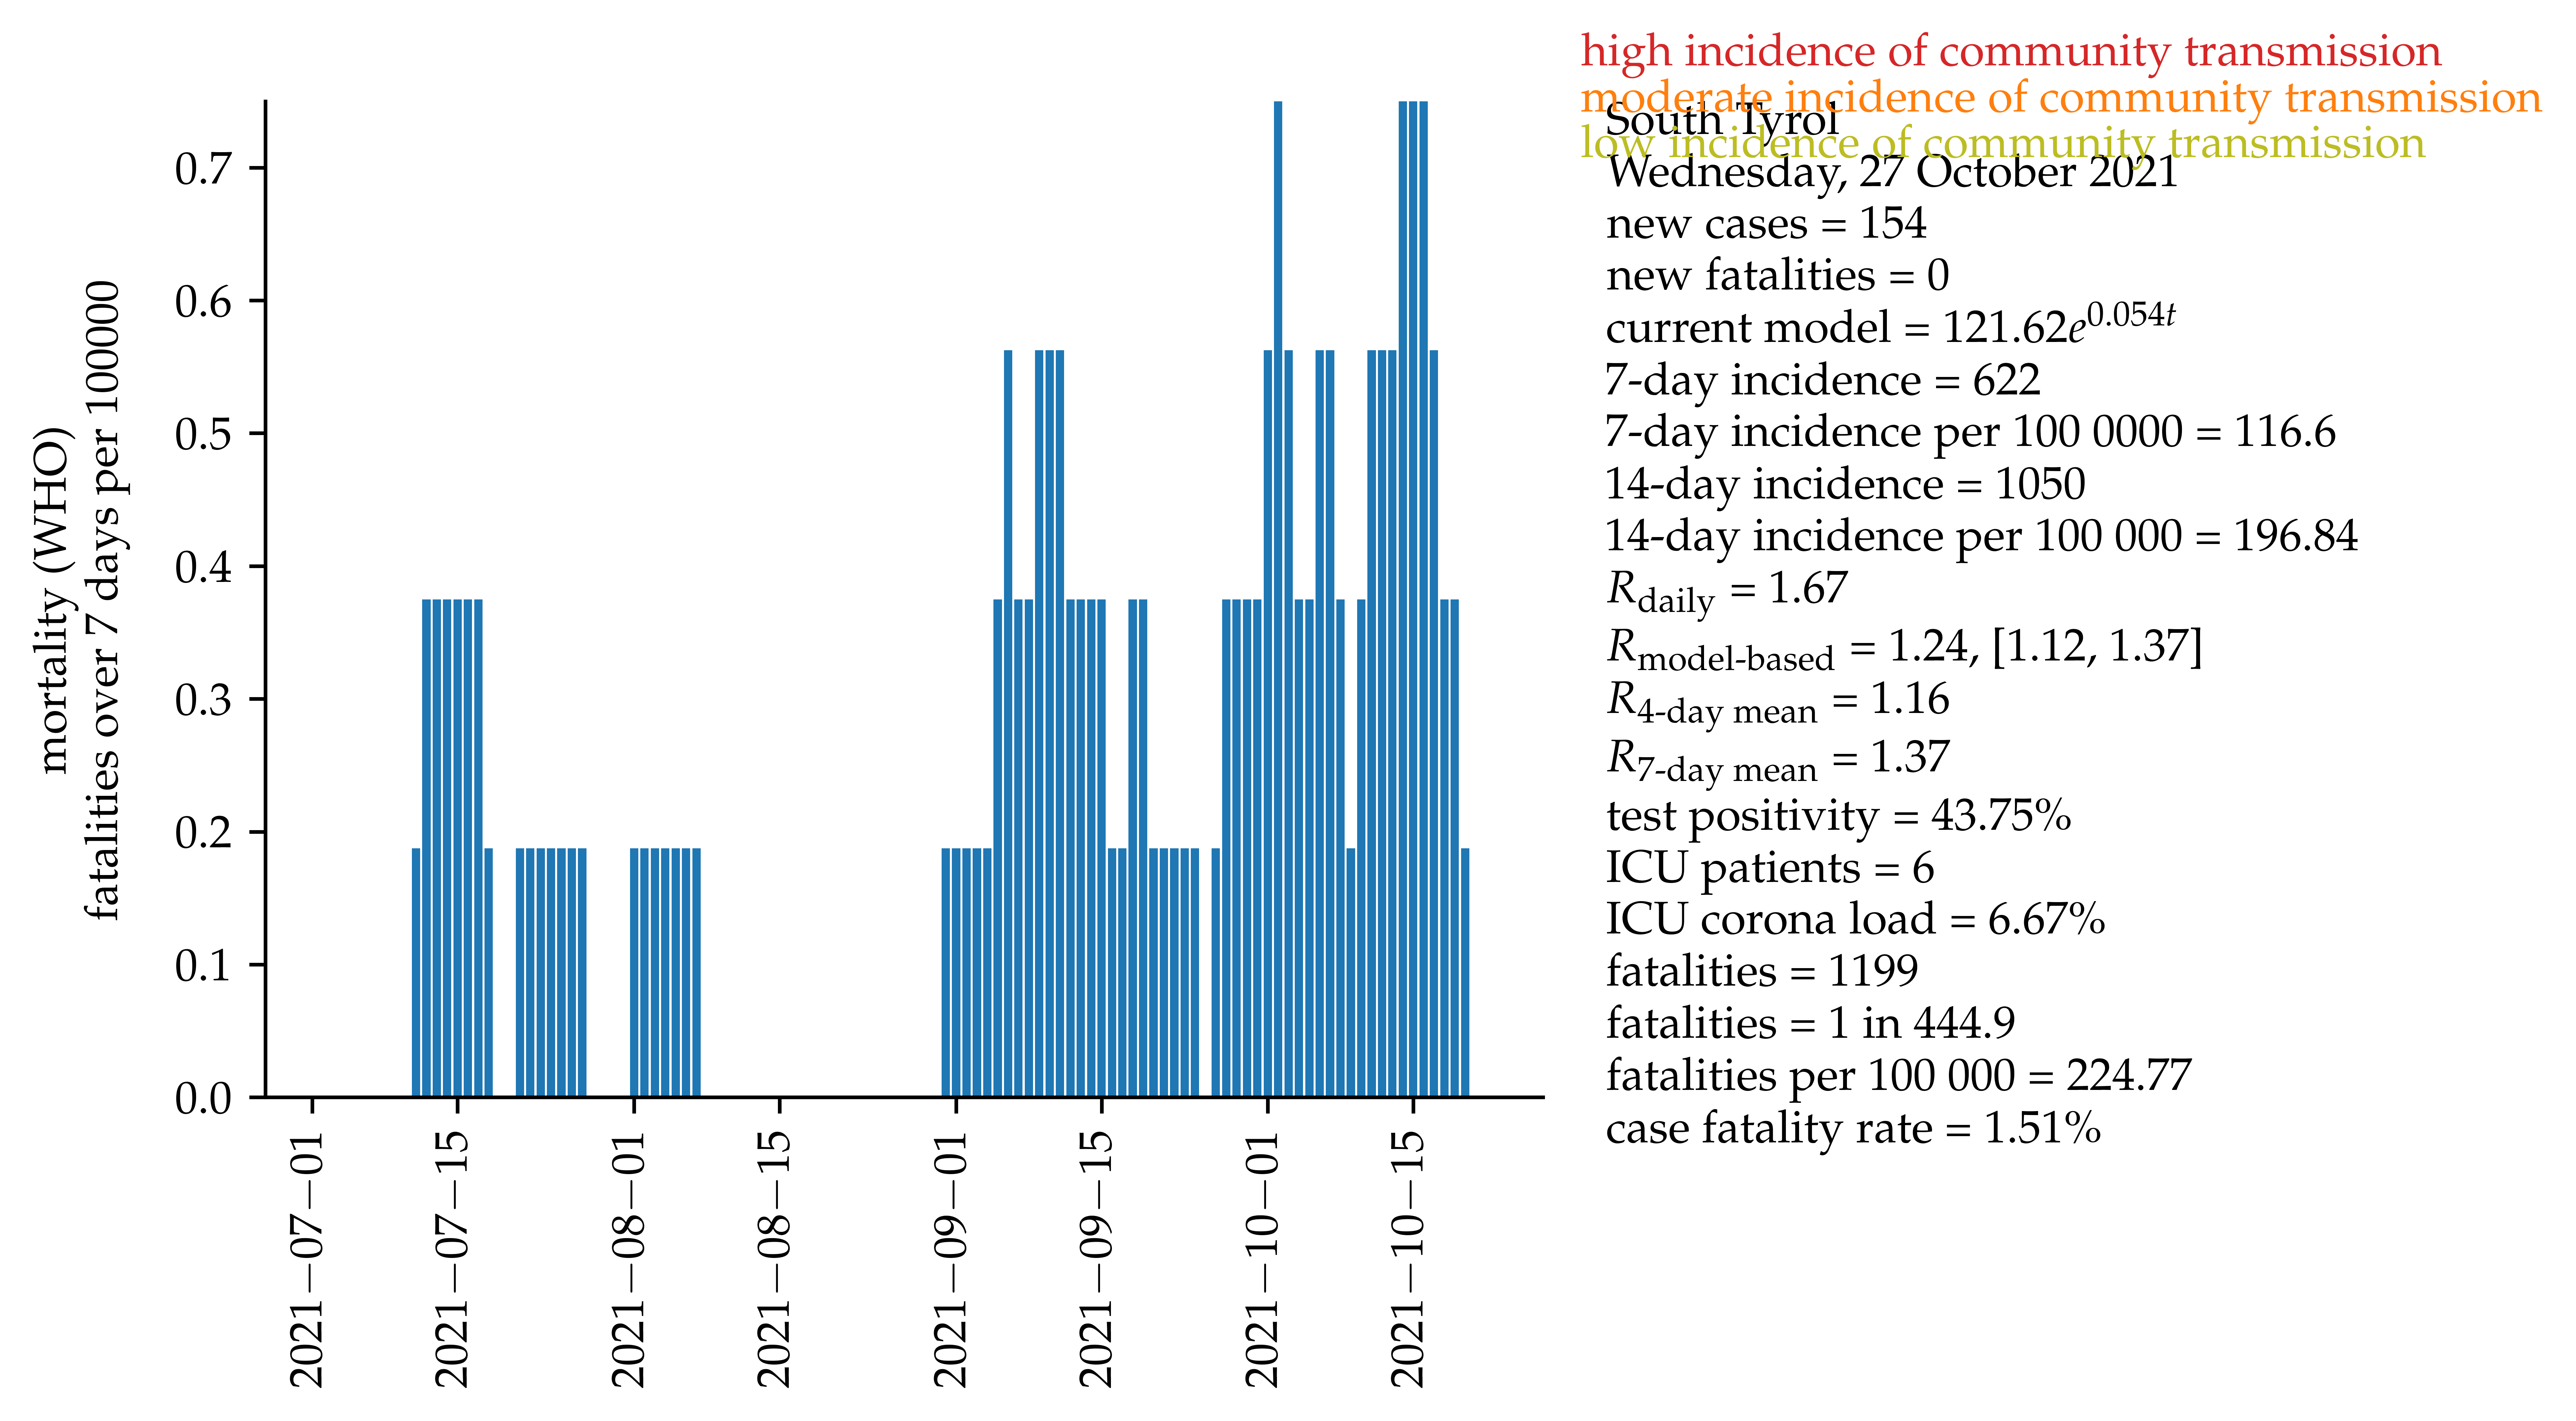 high incidence of community transmission
moderate incidence of community transmission
South Tyrol
low incidence of community transmission
Wednesday, 27 October 2021
new cases = 154
new fatalities = 0
current model = 121.62e^0.054t
7-day incidence = 622
7-day incidence per 100 0000 = 116.6
14-day incidence = 1050
14-day incidence per 100 000 = 196.84
R_daily = 1.67
R_model-based = 1.24, [1.12, 1.37]
R_4-day mean = 1.16
R_7-day mean = 1.37
test positivity = 43.75%
ICU patients = 6
ICU corona load = 6.67%
fatalities = 1199
fatalities = 1 in 444.9
fatalities per 100 000 = 224.77
case fatality rate = 1.51%
mortality (WHO)
fatalities over 7 days per 100000
0.7
0.6
0.5
0.4
0.3
0.2
0.1
0.0
2021−07−01
2021−07−15
2021−08−01
2021−08−15
2021−09−01
2021−09−15
2021−10−01
2021−10−15